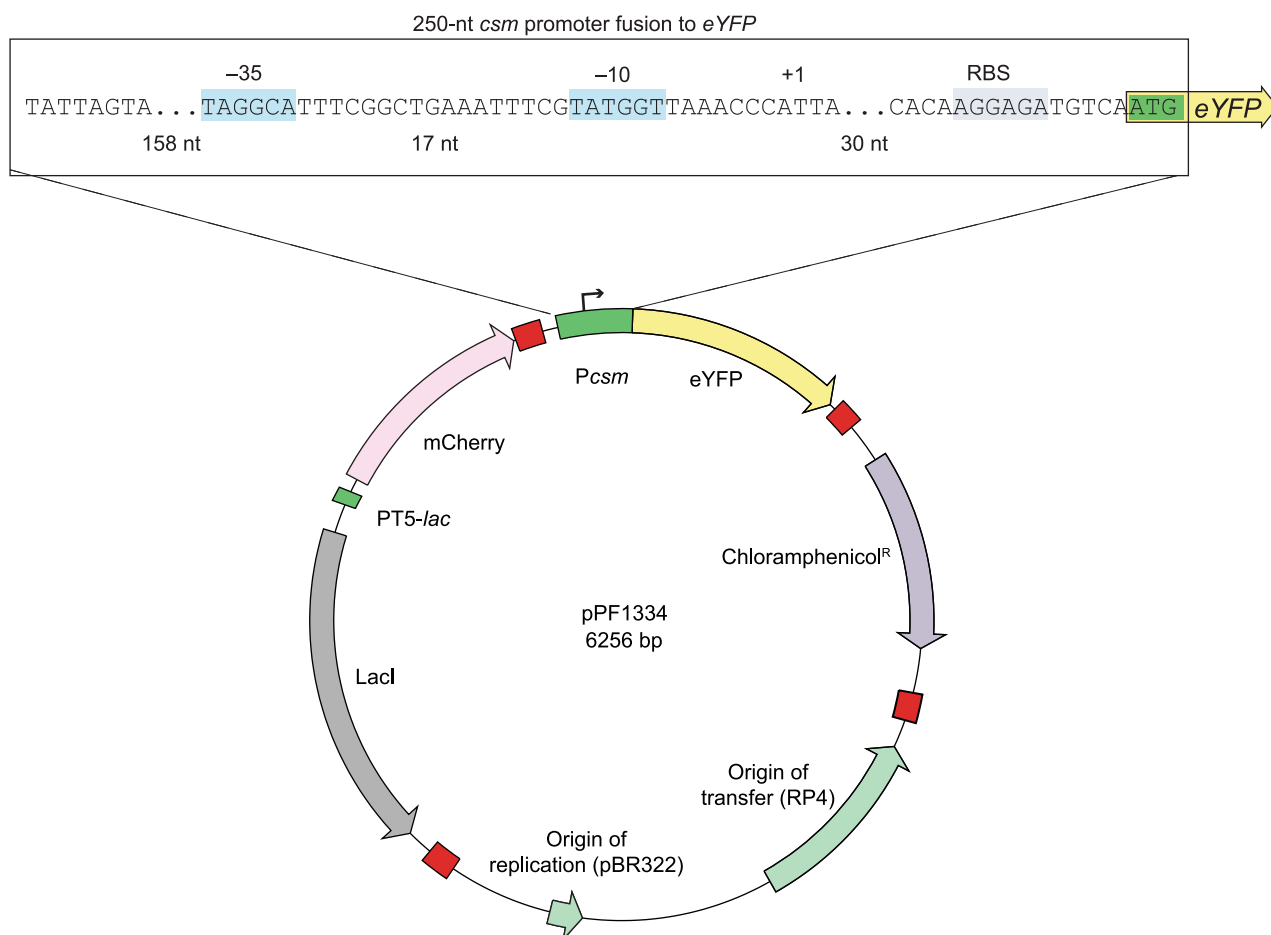 250-nt csm promoter fusion to eYFP
–35 –10 +1 RBS
TATTAGTA...TAGGCATTTCGGCTGAAATTTCGTATGGTTAAACCCATTA...CACAAGGAGATGTCAATG eYFP
158 nt 17 nt 30 nt
Pcsm
eYFP
mCherry
PT5-lac
Chloramphenicolᴿ
pPF1334
6256 bp
LacI
Origin of
transfer (RP4)
Origin of
replication (pBR322)